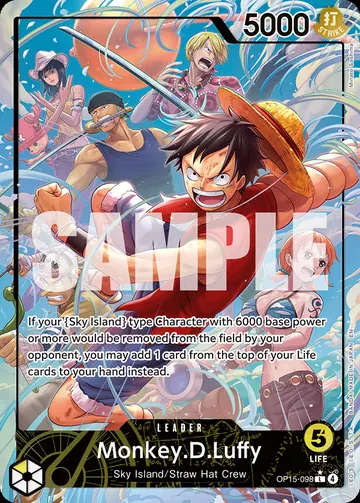 5000
打
STRIKE
SAMPLE
If your {Sky Island} type Character with 6000 base power
or more would be removed from the field by your
opponent, you may add 1 card from the top of your Life
cards to your hand instead.
LEADER
Monkey.D.Luffy
5
LIFE
Sky Island/Straw Hat Crew
OP15-098 L 4